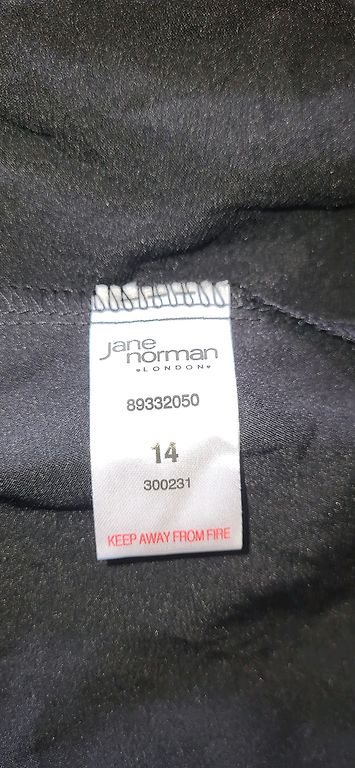 jane
norman
♥LONDON♥
89332050
14
300231
KEEP AWAY FROM FIRE